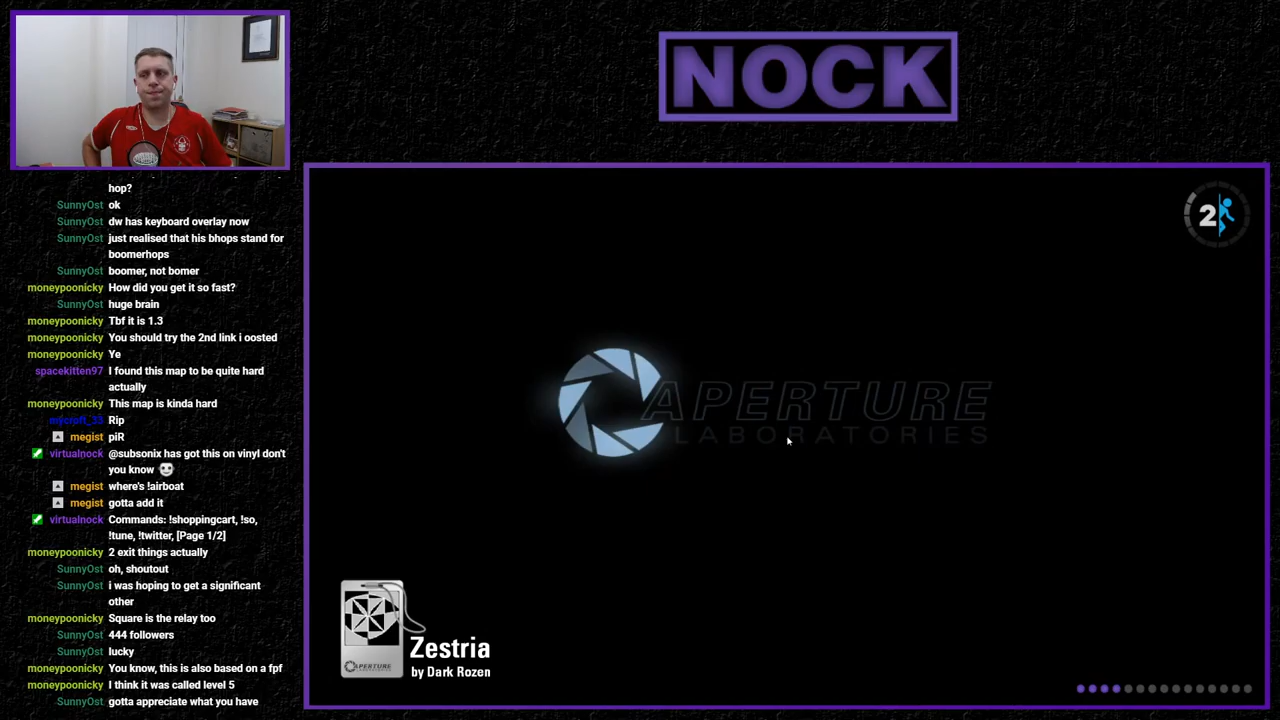 NOCK
hop?
SunnyOst ok
SunnyOst dw has keyboard overlay now
SunnyOst just realised that his bhops stand for
boomerhops
SunnyOst boomer, not bomer
moneypoonicky How did you get it so fast?
SunnyOst huge brain
moneypoonicky Tbf it is 1.3
moneypoonicky You should try the 2nd link i oosted
moneypoonicky Ye
spacekitten97 I found this map to be quite hard
actually
moneypoonicky This map is kinda hard
mycroft_35 Rip
megist piR
virtualnock @subsonix has got this on vinyl don't
you know
megist where's !airboat
megist gotta add it
virtualnock Commands: !shoppingcart, !so,
!tune, !twitter, [Page 1/2]
moneypoonicky 2 exit things actually
SunnyOst oh, shoutout
SunnyOst i was hoping to get a significant
other
moneypoonicky Square is the relay too
SunnyOst 444 followers
SunnyOst lucky
moneypoonicky You know, this is also based on a fpf
moneypoonicky I think it was called level 5
SunnyOst gotta appreciate what you have
2
APERTURE
LABORATORIES
Zestria
by Dark Rozen
APERTURE